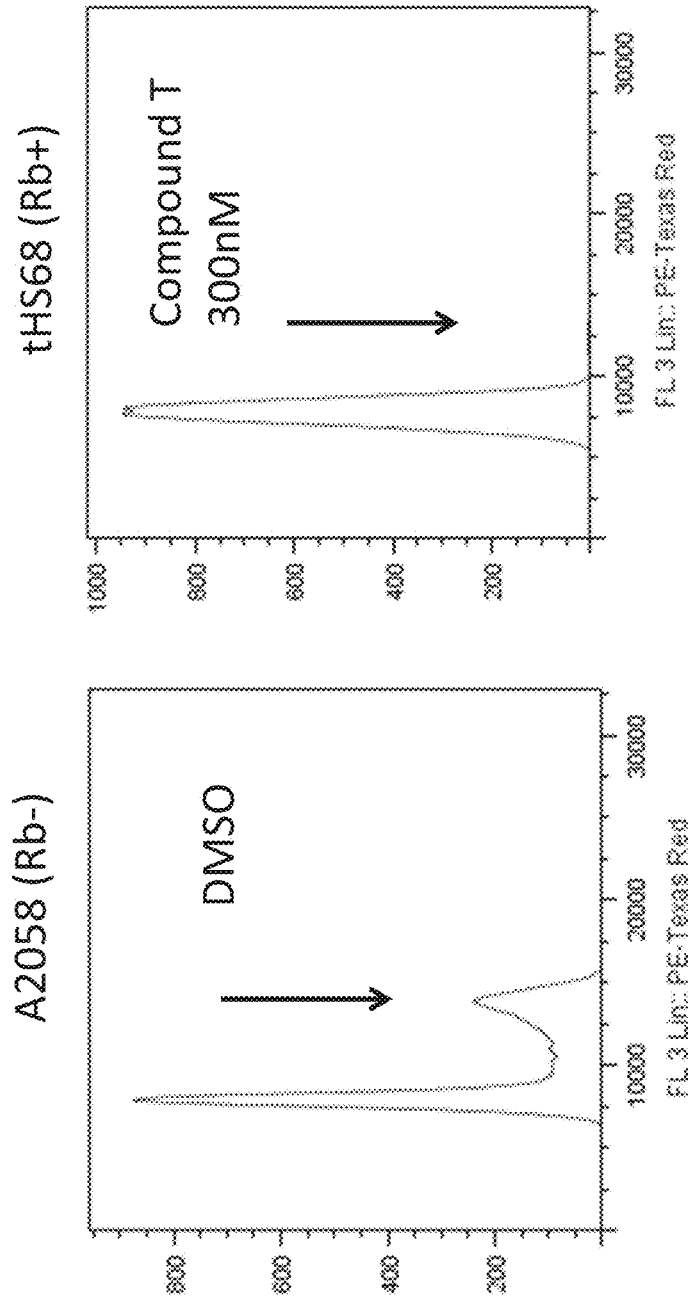 A2058 (Rb-)
DMSO
800
600
400
200
10000
20000
30000
FL 3 Lin:: PE-Texas Red
tHS68 (Rb+)
Compound T
300nM
1000
800
600
400
200
10000
20000
30000
FL 3 Lin:: PE-Texas Red